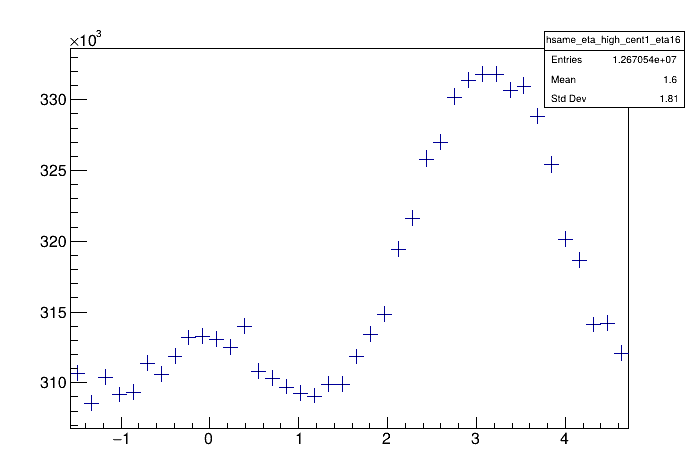 ×10³
hsame_eta_high_cent1_eta16
Entries 1.267054e+07
Mean 1.6
Std Dev 1.81
330
325
320
315
310
−1 0 1 2 3 4